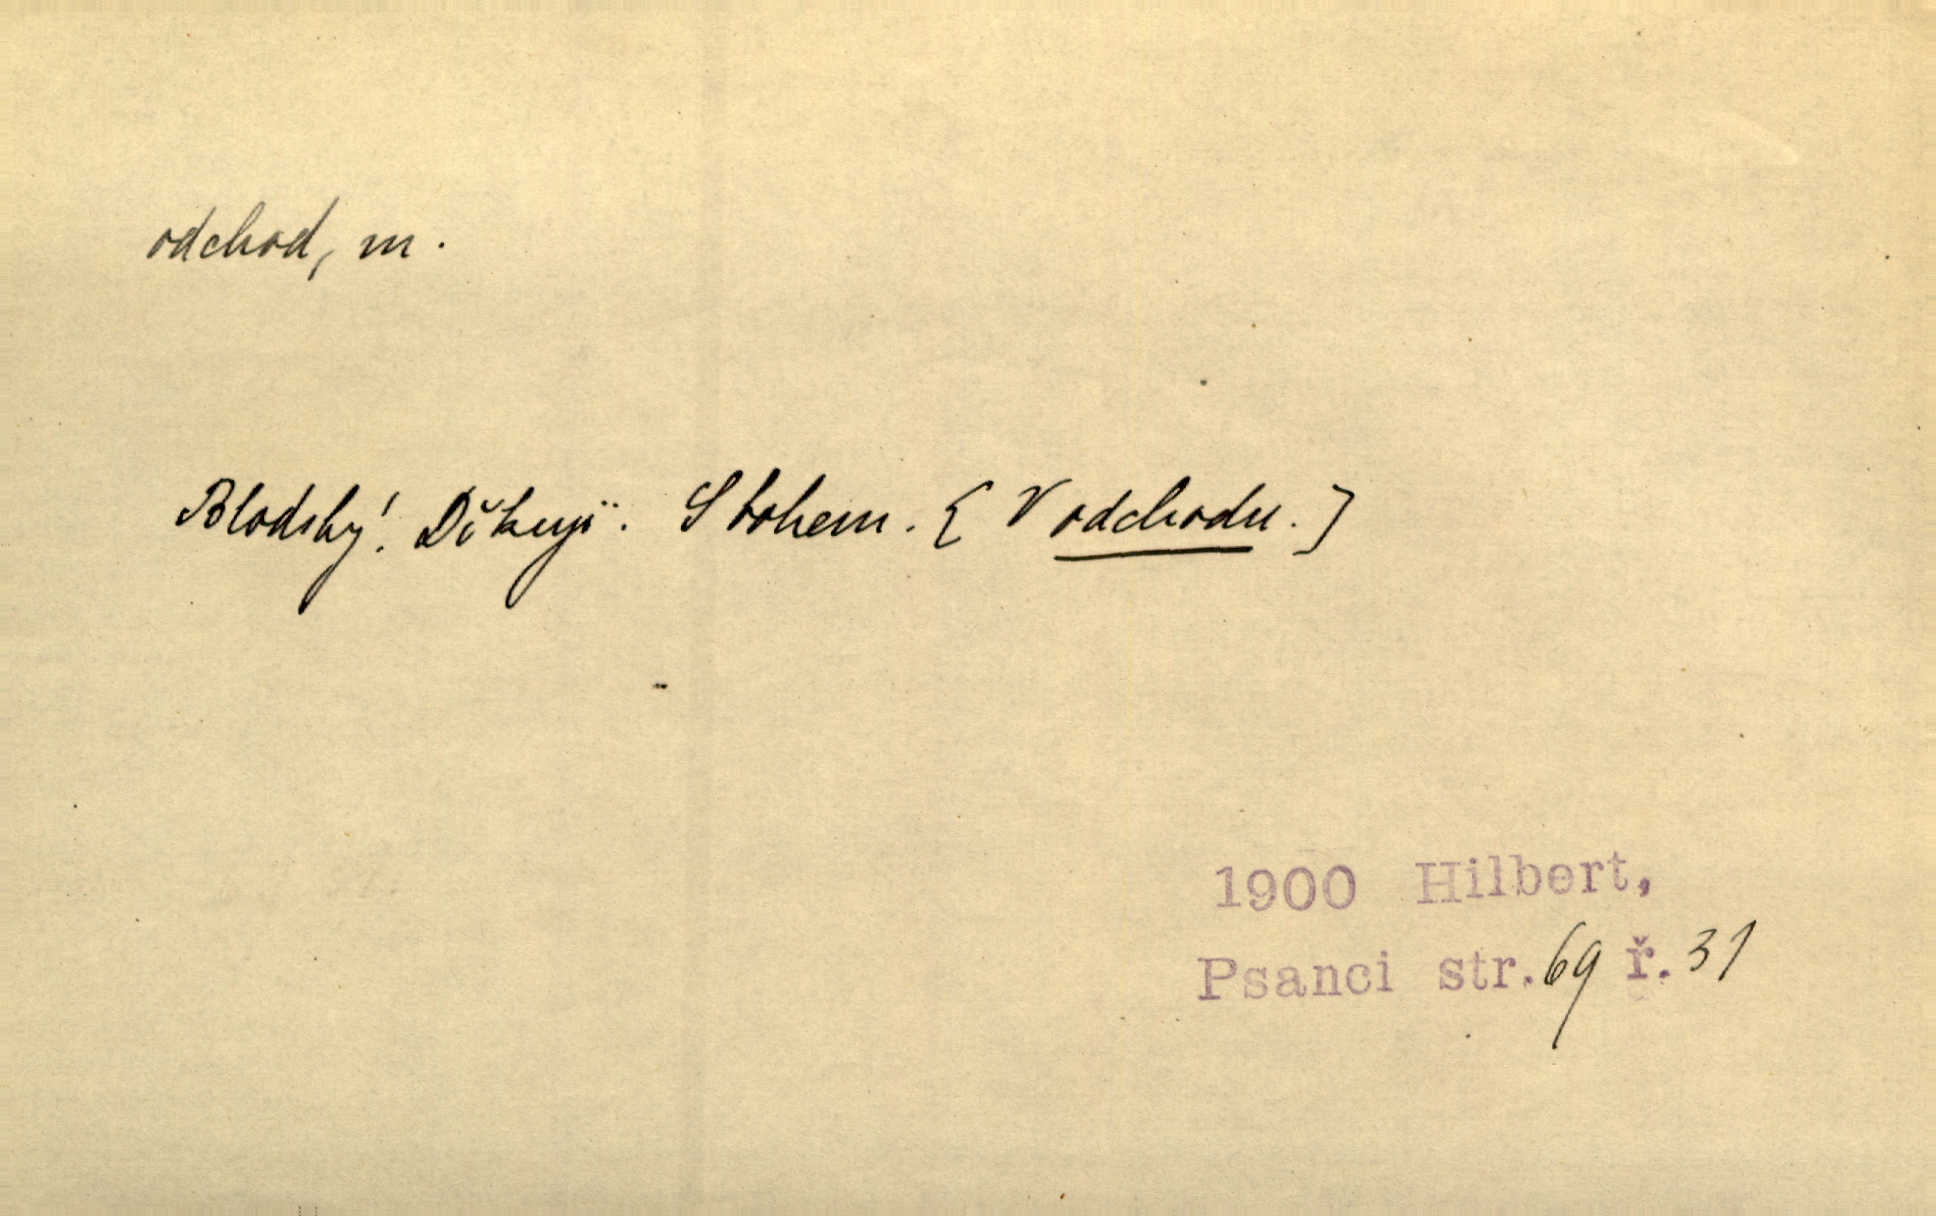 odchod, m.
Blodský: Děkuji. S bohem. [V odchodu.]
1900 Hilbert,
Psanci str. 69 ř. 31